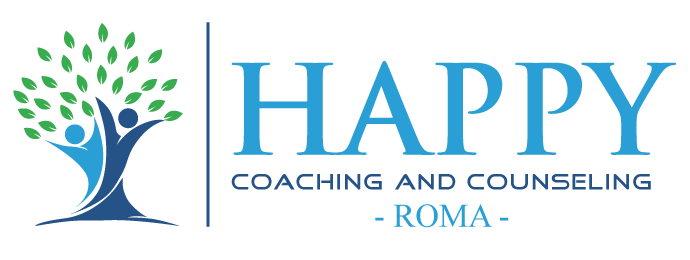 HAPPY
COACHING AND COUNSELING
- ROMA -